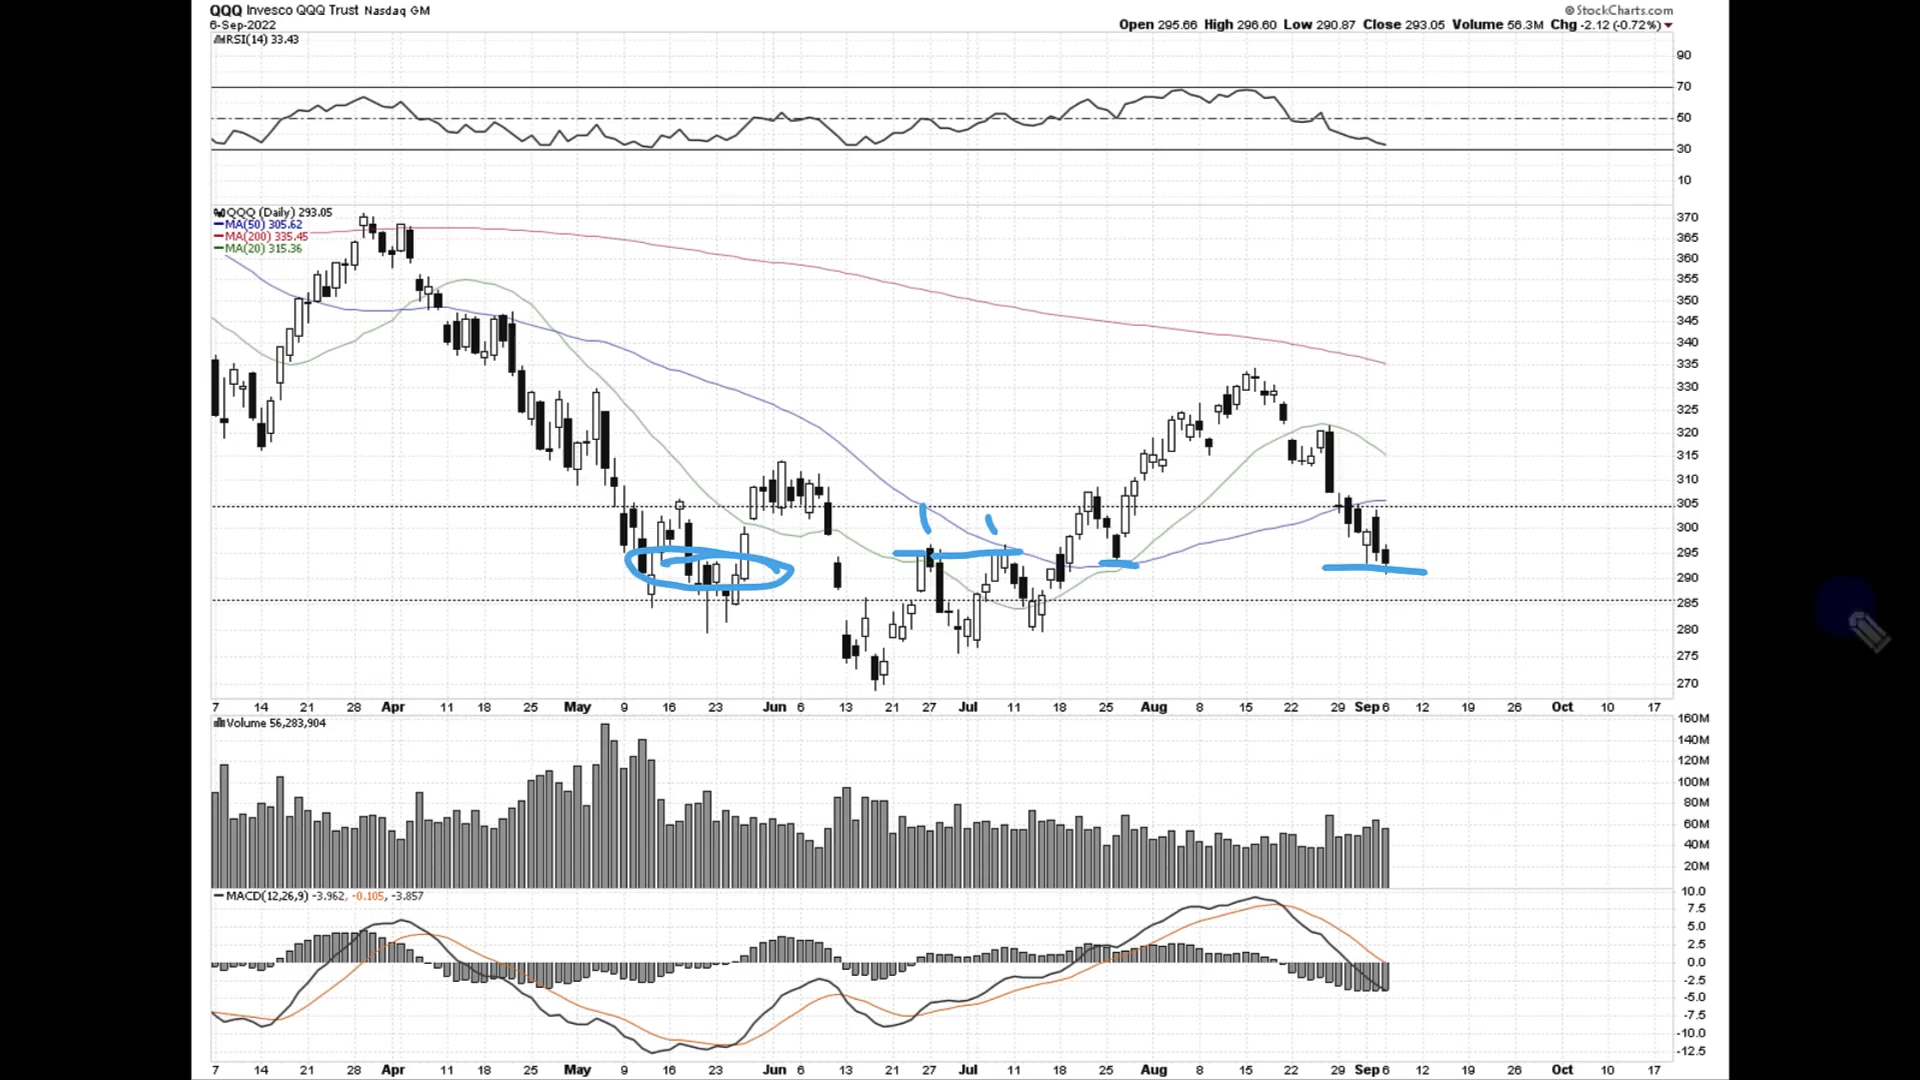 QQQ Invesco QQQ Trust Nasdaq GM
© StockCharts.com
6-Sep-2022
Open 295.66 High 296.60 Low 290.87 Close 293.05 Volume 56.3M Chg -2.12 (-0.72%)
RSI(14) 33.43
90
70
50
30
10
QQQ (Daily) 293.05
MA(50) 305.62
MA(200) 335.45
MA(20) 315.36
370
365
360
355
350
345
340
335
330
325
320
315
310
305
300
295
290
285
280
275
270
7 14 21 28 Apr 11 18 25 May 9 16 23 Jun 6 13 21 27 Jul 11 18 25 Aug 8 15 22 29 Sep 6 12 19 26 Oct 10 17
Volume 56,283,904
160M
140M
120M
100M
80M
60M
40M
20M
MACD(12,26,9) -3.962, -0.105, -3.857
10.0
7.5
5.0
2.5
0.0
-2.5
-5.0
-7.5
-10.0
-12.5
7 14 21 28 Apr 11 18 25 May 9 16 23 Jun 6 13 21 27 Jul 11 18 25 Aug 8 15 22 29 Sep 6 12 19 26 Oct 10 17